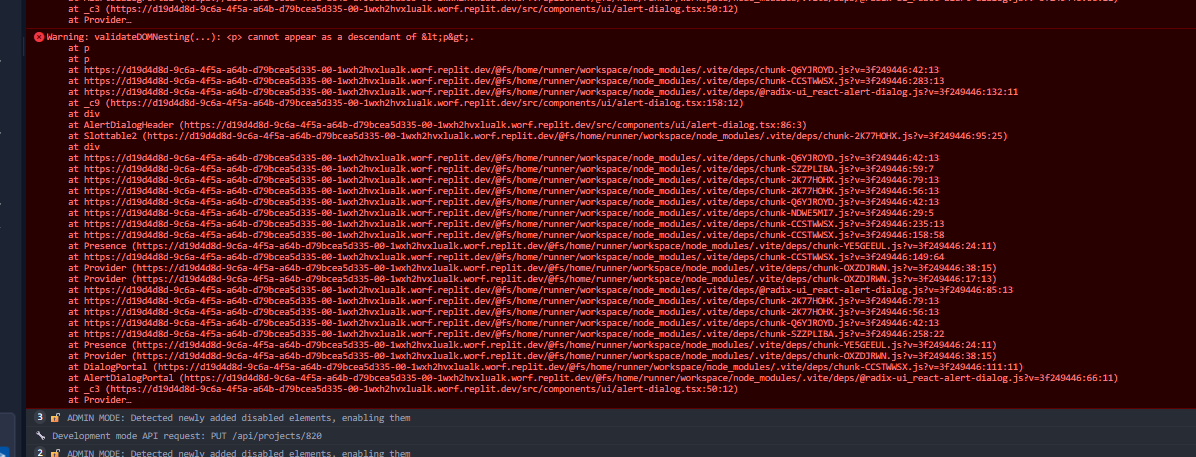 at _c3 (https://d19d4d8d-9c6a-4f5a-a64b-d79bcea5d335-00-1wxh2hvxlualk.worf.replit.dev/src/components/ui/alert-dialog.tsx:50:12)
at Provider…
Warning: validateDOMNesting(...): <p> cannot appear as a descendant of &lt;p&gt;.
at p
at p
at https://d19d4d8d-9c6a-4f5a-a64b-d79bcea5d335-00-1wxh2hvxlualk.worf.replit.dev/@fs/home/runner/workspace/node_modules/.vite/deps/chunk-Q6YJROYD.js?v=3f249446:42:13
at https://d19d4d8d-9c6a-4f5a-a64b-d79bcea5d335-00-1wxh2hvxlualk.worf.replit.dev/@fs/home/runner/workspace/node_modules/.vite/deps/chunk-CCSTWWSX.js?v=3f249446:283:13
at https://d19d4d8d-9c6a-4f5a-a64b-d79bcea5d335-00-1wxh2hvxlualk.worf.replit.dev/@fs/home/runner/workspace/node_modules/.vite/deps/@radix-ui_react-alert-dialog.js?v=3f249446:132:11
at _c9 (https://d19d4d8d-9c6a-4f5a-a64b-d79bcea5d335-00-1wxh2hvxlualk.worf.replit.dev/src/components/ui/alert-dialog.tsx:158:12)
at div
at AlertDialogHeader (https://d19d4d8d-9c6a-4f5a-a64b-d79bcea5d335-00-1wxh2hvxlualk.worf.replit.dev/src/components/ui/alert-dialog.tsx:86:3)
at Slottable2 (https://d19d4d8d-9c6a-4f5a-a64b-d79bcea5d335-00-1wxh2hvxlualk.worf.replit.dev/@fs/home/runner/workspace/node_modules/.vite/deps/chunk-2K77HOHX.js?v=3f249446:95:25)
at div
at https://d19d4d8d-9c6a-4f5a-a64b-d79bcea5d335-00-1wxh2hvxlualk.worf.replit.dev/@fs/home/runner/workspace/node_modules/.vite/deps/chunk-Q6YJROYD.js?v=3f249446:42:13
at https://d19d4d8d-9c6a-4f5a-a64b-d79bcea5d335-00-1wxh2hvxlualk.worf.replit.dev/@fs/home/runner/workspace/node_modules/.vite/deps/chunk-SZZPLIBA.js?v=3f249446:59:7
at https://d19d4d8d-9c6a-4f5a-a64b-d79bcea5d335-00-1wxh2hvxlualk.worf.replit.dev/@fs/home/runner/workspace/node_modules/.vite/deps/chunk-2K77HOHX.js?v=3f249446:79:13
at https://d19d4d8d-9c6a-4f5a-a64b-d79bcea5d335-00-1wxh2hvxlualk.worf.replit.dev/@fs/home/runner/workspace/node_modules/.vite/deps/chunk-2K77HOHX.js?v=3f249446:56:13
at https://d19d4d8d-9c6a-4f5a-a64b-d79bcea5d335-00-1wxh2hvxlualk.worf.replit.dev/@fs/home/runner/workspace/node_modules/.vite/deps/chunk-Q6YJROYD.js?v=3f249446:42:13
at https://d19d4d8d-9c6a-4f5a-a64b-d79bcea5d335-00-1wxh2hvxlualk.worf.replit.dev/@fs/home/runner/workspace/node_modules/.vite/deps/chunk-NDWE5MI7.js?v=3f249446:29:5
at https://d19d4d8d-9c6a-4f5a-a64b-d79bcea5d335-00-1wxh2hvxlualk.worf.replit.dev/@fs/home/runner/workspace/node_modules/.vite/deps/chunk-CCSTWWSX.js?v=3f249446:235:13
at https://d19d4d8d-9c6a-4f5a-a64b-d79bcea5d335-00-1wxh2hvxlualk.worf.replit.dev/@fs/home/runner/workspace/node_modules/.vite/deps/chunk-CCSTWWSX.js?v=3f249446:158:58
at Presence (https://d19d4d8d-9c6a-4f5a-a64b-d79bcea5d335-00-1wxh2hvxlualk.worf.replit.dev/@fs/home/runner/workspace/node_modules/.vite/deps/chunk-YE5GEEUL.js?v=3f249446:24:11)
at https://d19d4d8d-9c6a-4f5a-a64b-d79bcea5d335-00-1wxh2hvxlualk.worf.replit.dev/@fs/home/runner/workspace/node_modules/.vite/deps/chunk-CCSTWWSX.js?v=3f249446:149:64
at Provider (https://d19d4d8d-9c6a-4f5a-a64b-d79bcea5d335-00-1wxh2hvxlualk.worf.replit.dev/@fs/home/runner/workspace/node_modules/.vite/deps/chunk-OXZDJRWN.js?v=3f249446:38:15)
at Provider (https://d19d4d8d-9c6a-4f5a-a64b-d79bcea5d335-00-1wxh2hvxlualk.worf.replit.dev/@fs/home/runner/workspace/node_modules/.vite/deps/chunk-OXZDJRWN.js?v=3f249446:17:13)
at https://d19d4d8d-9c6a-4f5a-a64b-d79bcea5d335-00-1wxh2hvxlualk.worf.replit.dev/@fs/home/runner/workspace/node_modules/.vite/deps/@radix-ui_react-alert-dialog.js?v=3f249446:85:13
at https://d19d4d8d-9c6a-4f5a-a64b-d79bcea5d335-00-1wxh2hvxlualk.worf.replit.dev/@fs/home/runner/workspace/node_modules/.vite/deps/chunk-2K77HOHX.js?v=3f249446:79:13
at https://d19d4d8d-9c6a-4f5a-a64b-d79bcea5d335-00-1wxh2hvxlualk.worf.replit.dev/@fs/home/runner/workspace/node_modules/.vite/deps/chunk-2K77HOHX.js?v=3f249446:56:13
at https://d19d4d8d-9c6a-4f5a-a64b-d79bcea5d335-00-1wxh2hvxlualk.worf.replit.dev/@fs/home/runner/workspace/node_modules/.vite/deps/chunk-Q6YJROYD.js?v=3f249446:42:13
at https://d19d4d8d-9c6a-4f5a-a64b-d79bcea5d335-00-1wxh2hvxlualk.worf.replit.dev/@fs/home/runner/workspace/node_modules/.vite/deps/chunk-SZZPLIBA.js?v=3f249446:258:22
at Presence (https://d19d4d8d-9c6a-4f5a-a64b-d79bcea5d335-00-1wxh2hvxlualk.worf.replit.dev/@fs/home/runner/workspace/node_modules/.vite/deps/chunk-YE5GEEUL.js?v=3f249446:24:11)
at Provider (https://d19d4d8d-9c6a-4f5a-a64b-d79bcea5d335-00-1wxh2hvxlualk.worf.replit.dev/@fs/home/runner/workspace/node_modules/.vite/deps/chunk-OXZDJRWN.js?v=3f249446:38:15)
at DialogPortal (https://d19d4d8d-9c6a-4f5a-a64b-d79bcea5d335-00-1wxh2hvxlualk.worf.replit.dev/@fs/home/runner/workspace/node_modules/.vite/deps/chunk-CCSTWWSX.js?v=3f249446:111:11)
at AlertDialogPortal (https://d19d4d8d-9c6a-4f5a-a64b-d79bcea5d335-00-1wxh2hvxlualk.worf.replit.dev/@fs/home/runner/workspace/node_modules/.vite/deps/@radix-ui_react-alert-dialog.js?v=3f249446:66:11)
at _c3 (https://d19d4d8d-9c6a-4f5a-a64b-d79bcea5d335-00-1wxh2hvxlualk.worf.replit.dev/src/components/ui/alert-dialog.tsx:50:12)
at Provider…
3 🔓 ADMIN MODE: Detected newly added disabled elements, enabling them
🔧 Development mode API request: PUT /api/projects/820
2 🔓 ADMIN MODE: Detected newly added disabled elements, enabling them